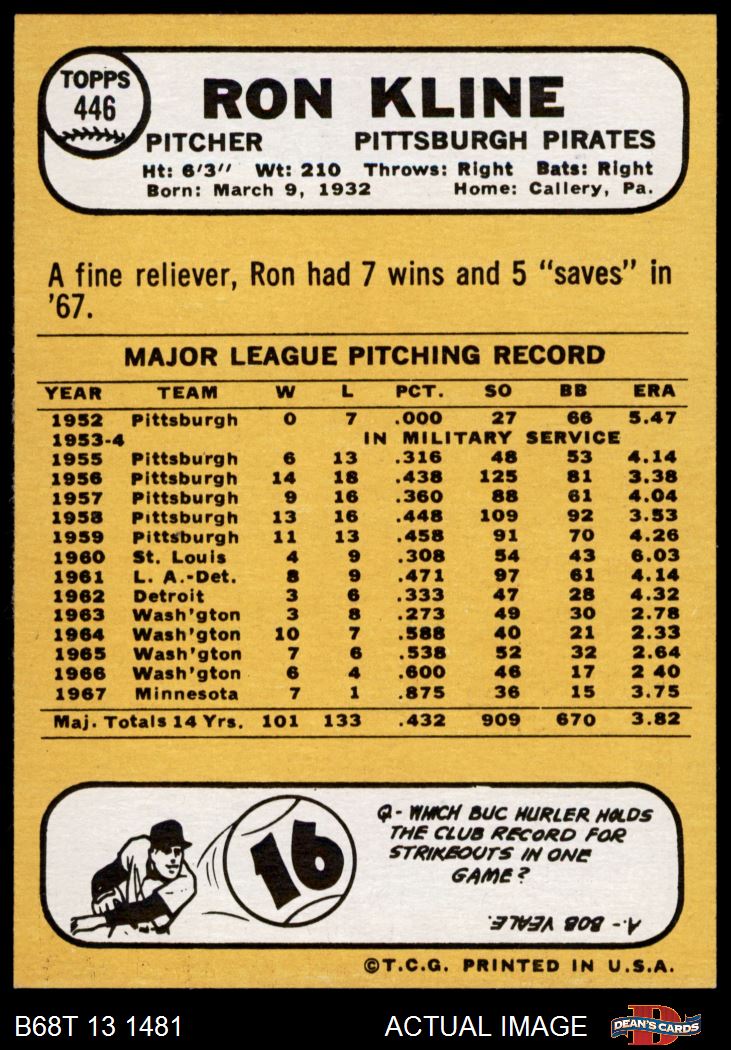 TOPPS
446
RON KLINE
PITCHER PITTSBURGH PIRATES
Ht: 6'3" Wt: 210 Throws: Right Bats: Right
Born: March 9, 1932 Home: Callery, Pa.
A fine reliever, Ron had 7 wins and 5 "saves" in
'67.
MAJOR LEAGUE PITCHING RECORD
YEAR TEAM W L PCT. SO BB ERA
1952 Pittsburgh 0 7 .000 27 66 5.47
1953-4 IN MILITARY SERVICE
1955 Pittsburgh 6 13 .316 48 53 4.14
1956 Pittsburgh 14 18 .438 125 81 3.38
1957 Pittsburgh 9 16 .360 88 61 4.04
1958 Pittsburgh 13 16 .448 109 92 3.53
1959 Pittsburgh 11 13 .458 91 70 4.26
1960 St. Louis 4 9 .308 54 43 6.03
1961 L. A.-Det. 8 9 .471 97 61 4.14
1962 Detroit 3 6 .333 47 28 4.32
1963 Wash'gton 3 8 .273 49 30 2.78
1964 Wash'gton 10 7 .588 40 21 2.33
1965 Wash'gton 7 6 .538 52 32 2.64
1966 Wash'gton 6 4 .600 46 17 2 40
1967 Minnesota 7 1 .875 36 15 3.75
Maj. Totals 14 Yrs. 101 133 .432 909 670 3.82
16
Q- WHICH BUC HURLER HOLDS
THE CLUB RECORD FOR
STRIKEOUTS IN ONE
GAME?
A-. BOB VEALE.
©T.C.G. PRINTED IN U.S.A.
B68T 13 1481 ACTUAL IMAGE
D
DEAN'S CARDS